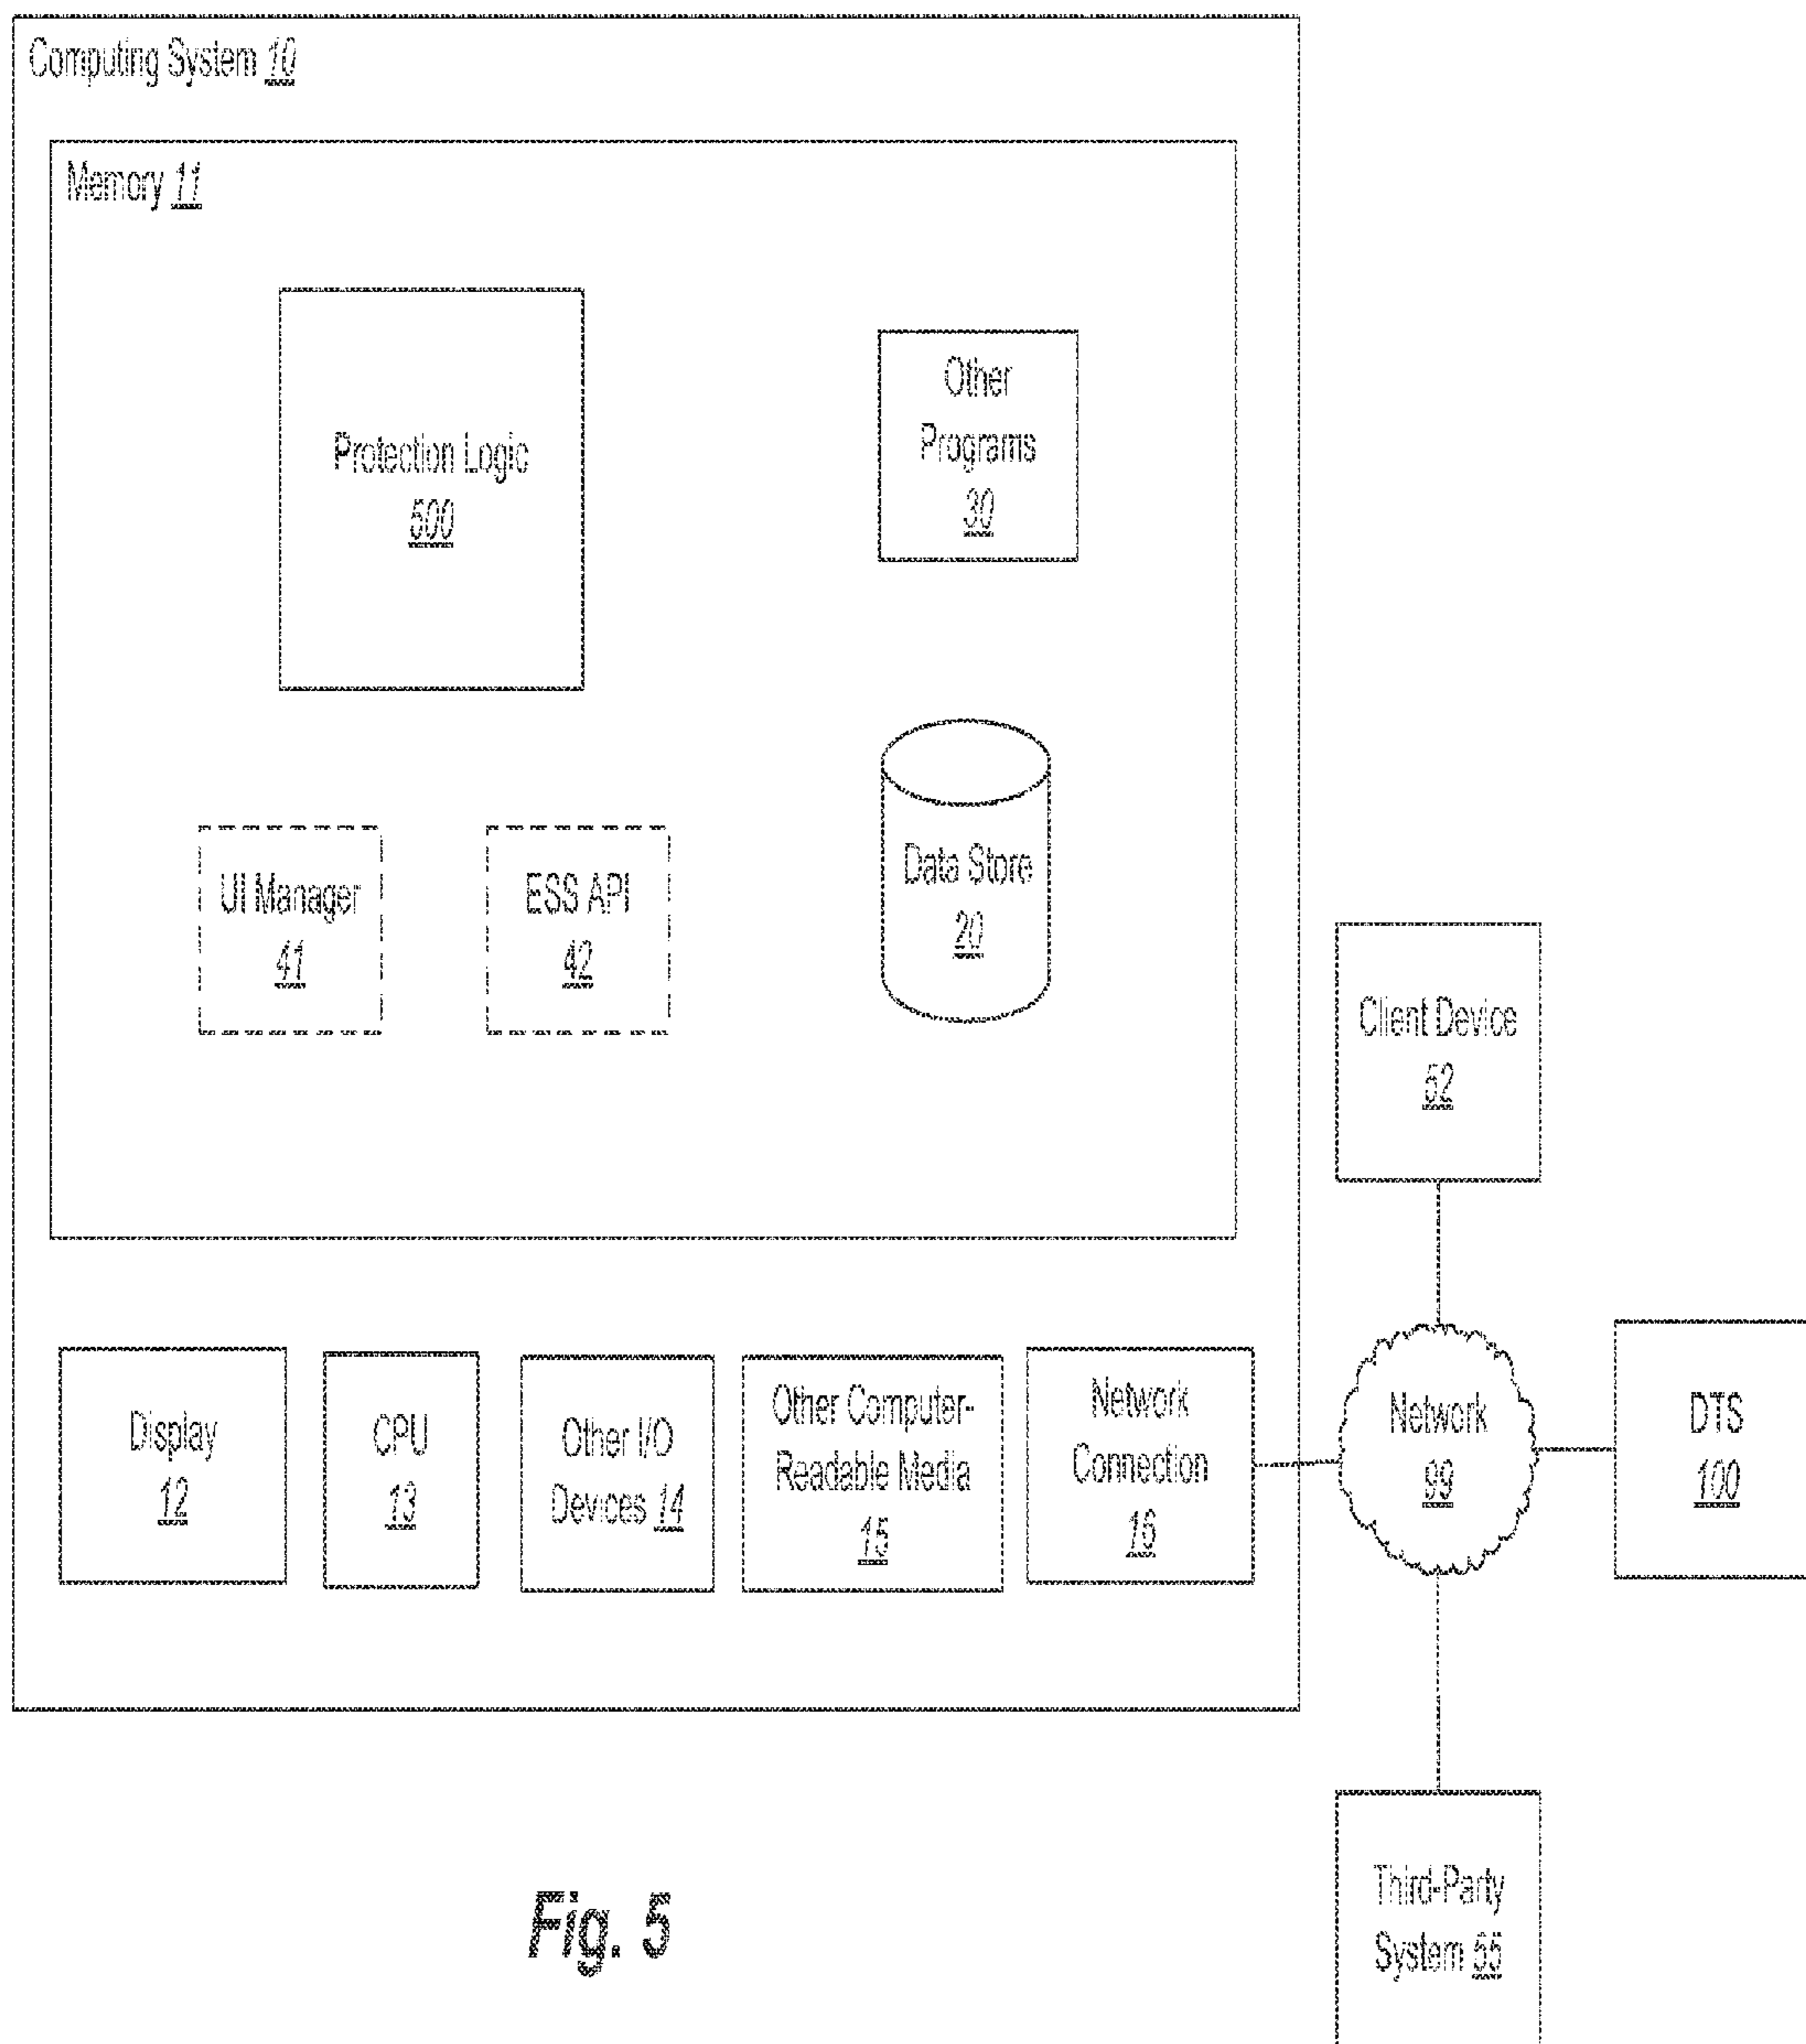 Computing System 10
Memory 11
Protection Logic
500
Other
Programs
30
UI Manager
41
ESS API
42
Data Store
20
Client Device
52
Display
12
CPU
13
Other I/O
Devices 14
Other Computer-
Readable Media
15
Network
Connection
16
Network
99
DTS
100
Third-Party
System 55
Fig. 5